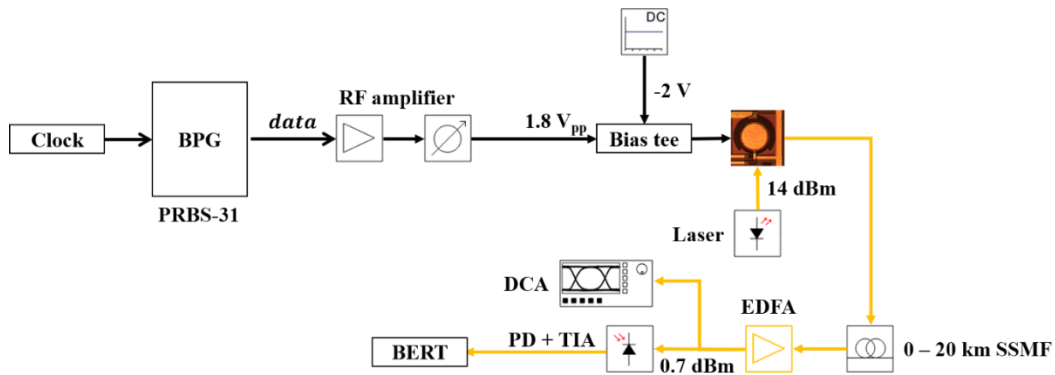 DC
RF amplifier
-2 V
data
1.8 Vpp
Clock
BPG
Bias tee
14 dBm
PRBS-31
Laser
DCA
EDFA
PD + TIA
0 – 20 km SSMF
BERT
0.7 dBm